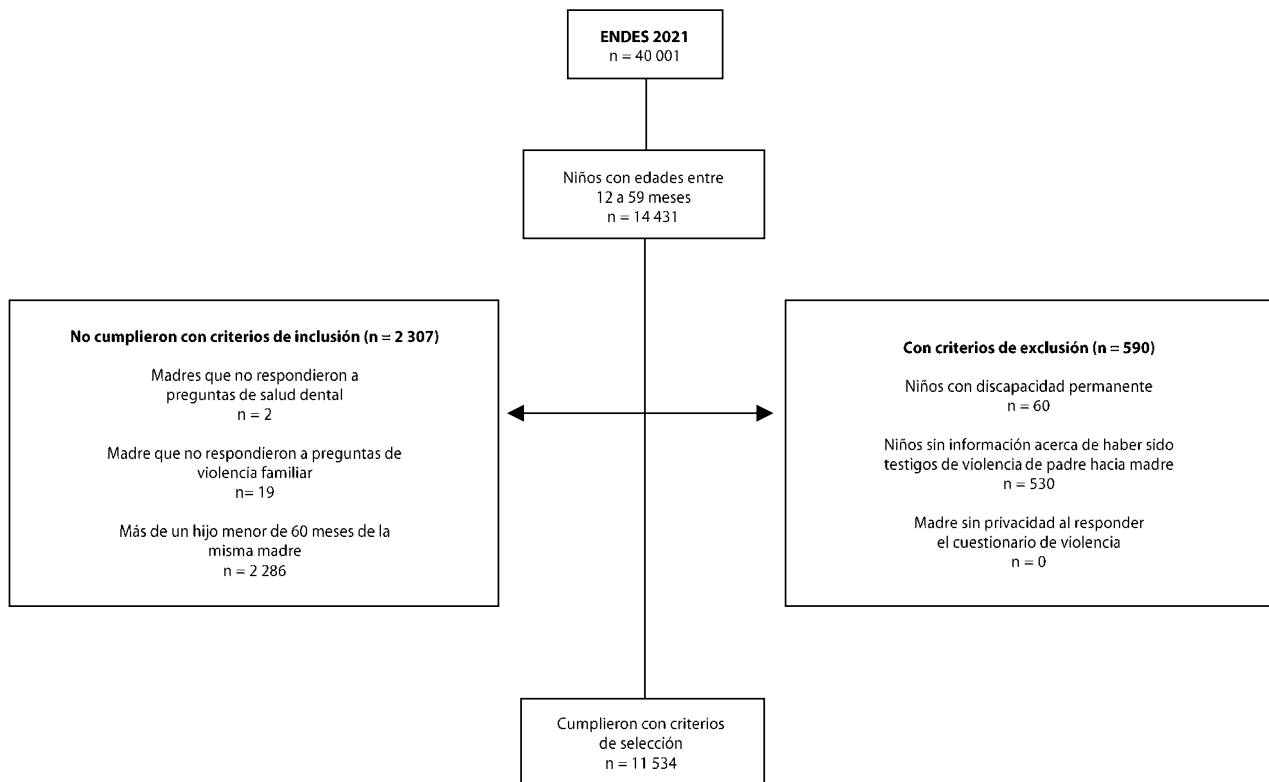 ENDES 2021
n = 40 001
Niños con edades entre
12 a 59 meses
n = 14 431
No cumplieron con criterios de inclusión (n = 2 307)
Madres que no respondieron a
preguntas de salud dental
n = 2
Madre que no respondieron a preguntas de
violencia familiar
n= 19
Más de un hijo menor de 60 meses de la
misma madre
n = 2 286
Con criterios de exclusión (n = 590)
Niños con discapacidad permanente
n = 60
Niños sin información acerca de haber sido
testigos de violencia de padre hacia madre
n = 530
Madre sin privacidad al responder
el cuestionario de violencia
n = 0
Cumplieron con criterios
de selección
n = 11 534